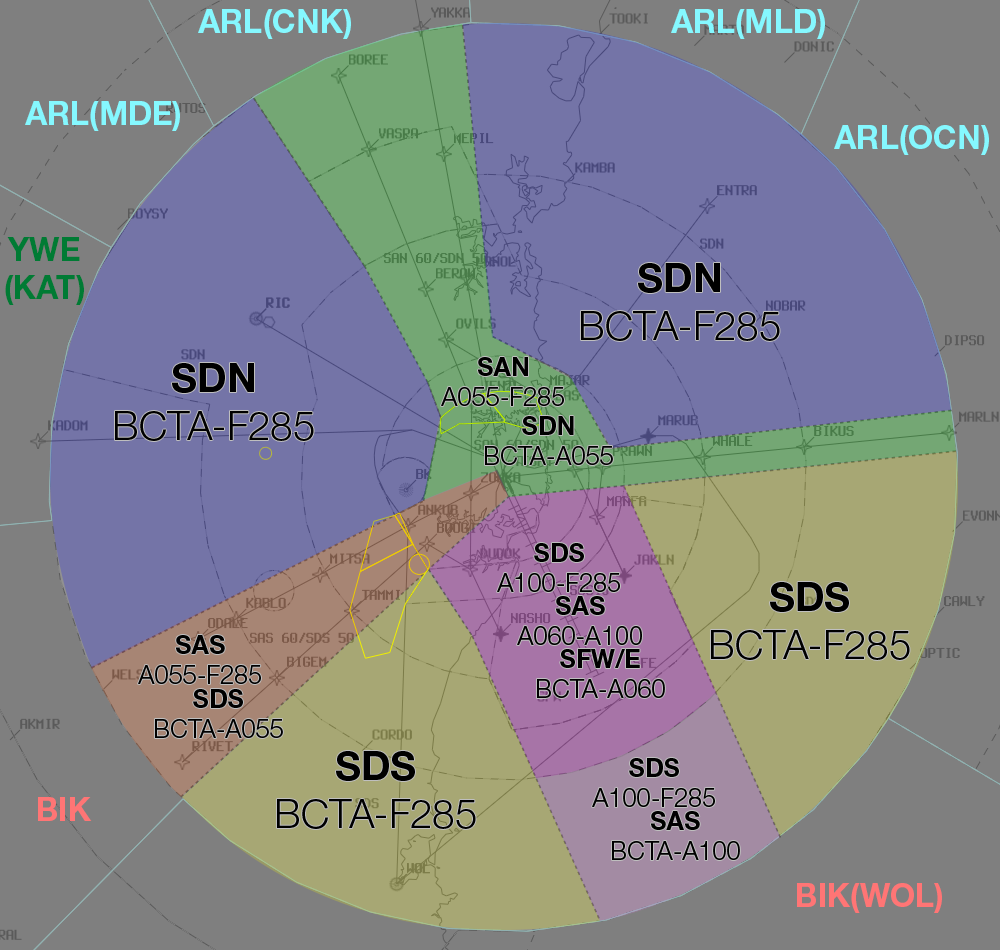 YAKKA
TOOKI
ARL(CNK)
ARL(MLD)
DONIC
BOREE
ARL(MDE)
VASRA
MEPIL
ARL(OCN)
KAMBA
ENTRA
BOYSY
YWE
(KAT)
SDN
SAN 60/SDN 50
BEROW
SDN
BCTA-F285
RIC
NOBAR
OVILS
DIPSO
SDN
SDN
BCTA-F285
SAN
A055-F285
MAJAR
SDN
BCTA-A055
KADOM
MARUB
WHALE
BIKUS
MARLN
PRAWN
BK
ANKUB
BOOGI
MANFA
EVONN
MITSA
AUDOK
SDS
A100-F285
JAKLN
SAS
A060-A100
SFW/E
BCTA-A060
SDS
BCTA-F285
CAWLY
KOBLO
TAMMI
ODALE
NASHO
SAS
A055-F285
SAS 60/SDS 50
BIGEM
OPTIC
WELS
SDS
BCTA-A055
AKMIR
RIVET
CORDO
SDS
BCTA-F285
SDS
A100-F285
SAS
BCTA-A100
BIK
WOL
BIK(WOL)
RAL